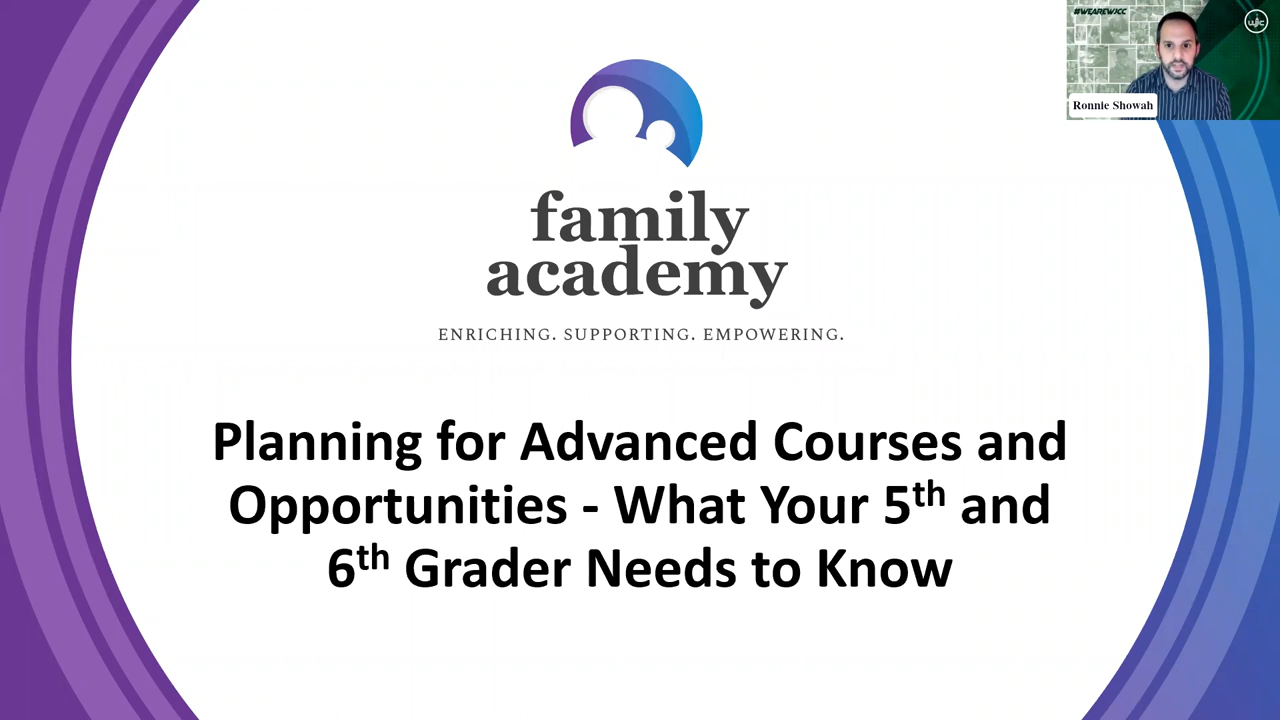 #WEAREWJCC
wjcc
Ronnie Showah
family
academy
ENRICHING. SUPPORTING. EMPOWERING.
Planning for Advanced Courses and
Opportunities - What Your 5th and
6th Grader Needs to Know